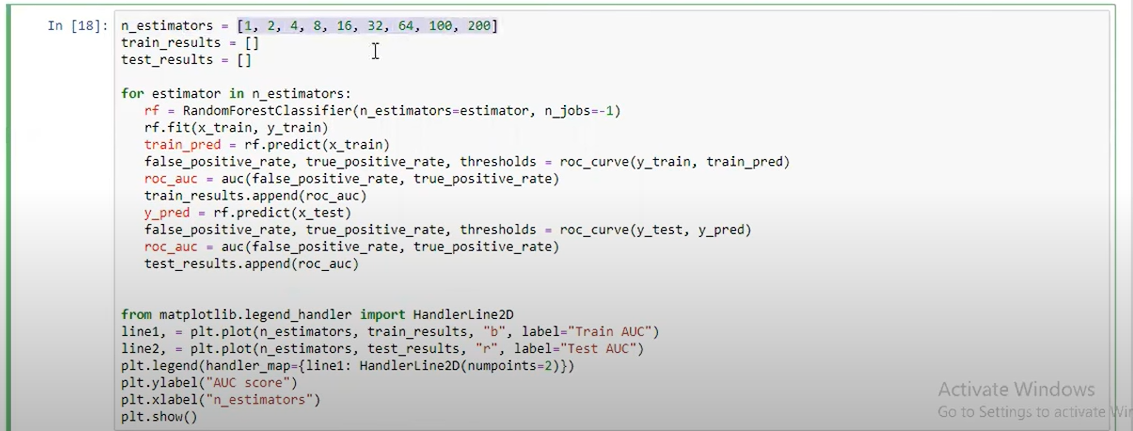 In [18]: n_estimators = [1, 2, 4, 8, 16, 32, 64, 100, 200]
train_results = []
test_results = []
for estimator in n_estimators:
rf = RandomForestClassifier(n_estimators=estimator, n_jobs=-1)
rf.fit(x_train, y_train)
train_pred = rf.predict(x_train)
false_positive_rate, true_positive_rate, thresholds = roc_curve(y_train, train_pred)
roc_auc = auc(false_positive_rate, true_positive_rate)
train_results.append(roc_auc)
y_pred = rf.predict(x_test)
false_positive_rate, true_positive_rate, thresholds = roc_curve(y_test, y_pred)
roc_auc = auc(false_positive_rate, true_positive_rate)
test_results.append(roc_auc)
from matplotlib.legend_handler import HandlerLine2D
line1, = plt.plot(n_estimators, train_results, "b", label="Train AUC")
line2, = plt.plot(n_estimators, test_results, "r", label="Test AUC")
plt.legend(handler_map={line1: HandlerLine2D(numpoints=2)})
plt.ylabel("AUC score")
plt.xlabel("n_estimators")
plt.show()
Activate Windows
Go to Settings to activate